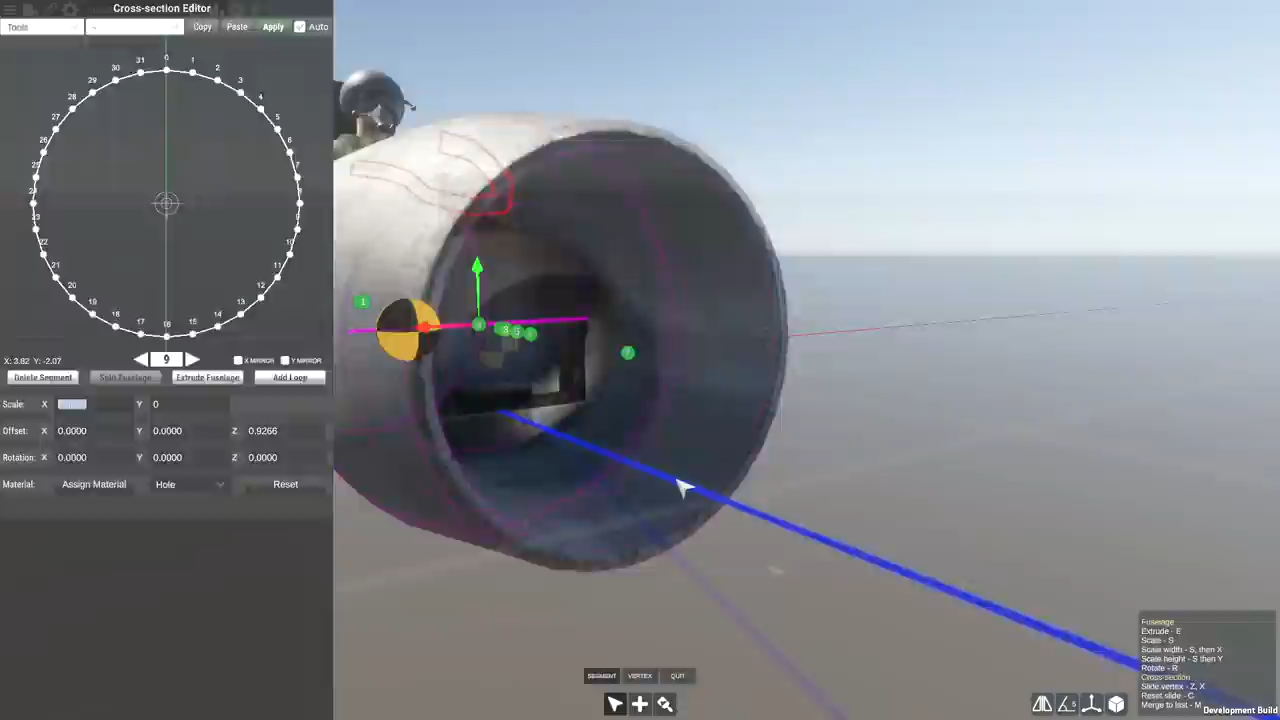 Cross-section Editor
Tools - Copy Paste Apply Auto
0
31 1
30 2
29 3
28 4
27 5
26 6
25 7
24 8
23 9
22 10
21 11
20 12
19 13
18 14
17 15
16
X: 3.82 Y: -2.07 9 X MIRROR Y MIRROR
Delete Segment Split Fuselage Extrude Fuselage Add Loop
Scale: X Y 0
Offset: X 0.0000 Y 0.0000 Z 0.9266
Rotation: X 0.0000 Y 0.0000 Z 0.0000
Material: Assign Material Hole Reset
1
3
5
7
Fuselage
Extrude - E
Scale - S
Scale width - S, then X
Scale height - S then Y
Rotate - R
Cross-section
Slide vertex - Z, X
Reset slide - C
Merge to last - M
Development Build
SEGMENT VERTEX QUIT